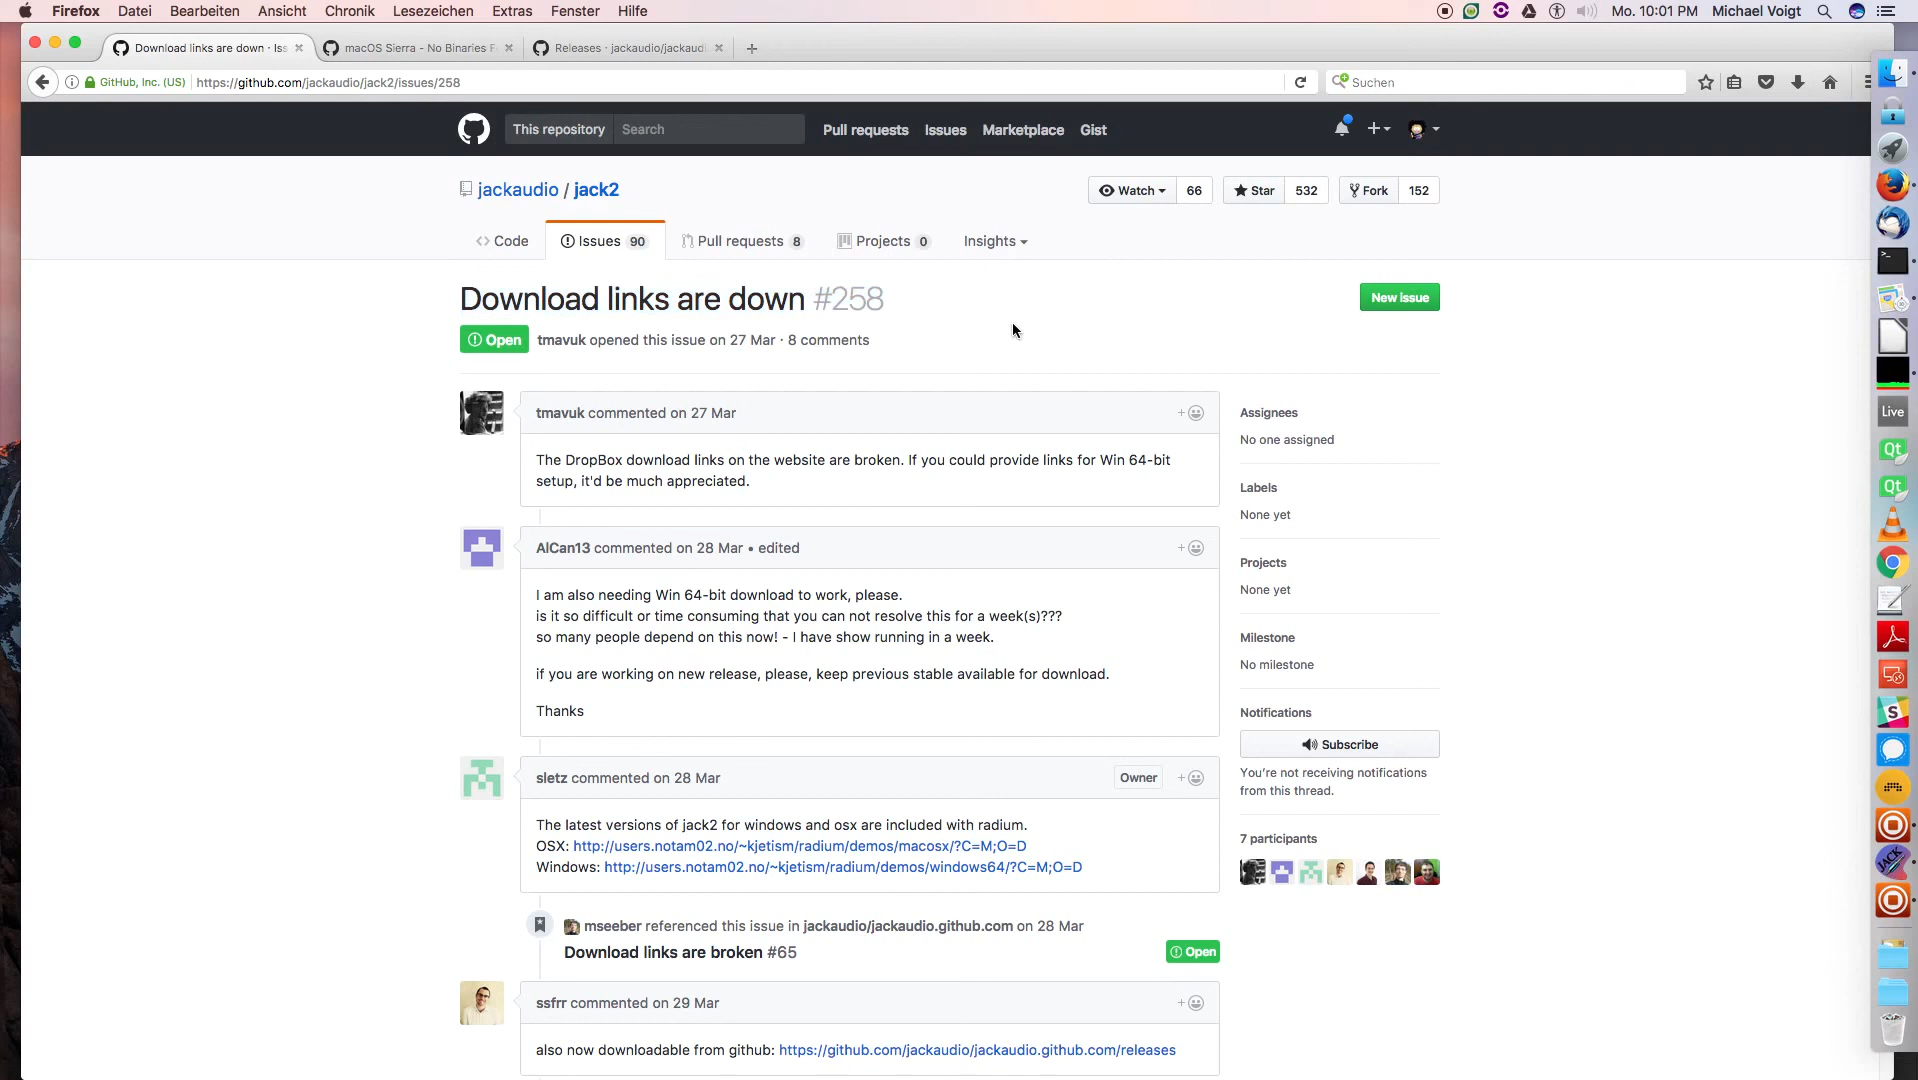 Firefox Datei Bearbeiten Ansicht Chronik Lesezeichen Extras Fenster Hilfe Mo. 10:01 PM Michael Voigt
Download links are down · Iss macOS Sierra - No Binaries F Releases · jackaudio/jackaudi
GitHub, Inc. (US) https://github.com/jackaudio/jack2/issues/258 Suchen
This repository Search Pull requests Issues Marketplace Gist
jackaudio / jack2 Watch 66 Star 532 Fork 152
Code Issues 90 Pull requests 8 Projects 0 Insights
Download links are down #258 New issue
Open tmavuk opened this issue on 27 Mar · 8 comments
tmavuk commented on 27 Mar
The DropBox download links on the website are broken. If you could provide links for Win 64-bit
setup, it'd be much appreciated.
AlCan13 commented on 28 Mar • edited
I am also needing Win 64-bit download to work, please.
is it so difficult or time consuming that you can not resolve this for a week(s)???
so many people depend on this now! - I have show running in a week.
if you are working on new release, please, keep previous stable available for download.
Thanks
sletz commented on 28 Mar Owner
The latest versions of jack2 for windows and osx are included with radium.
OSX: http://users.notam02.no/~kjetism/radium/demos/macosx/?C=M;O=D
Windows: http://users.notam02.no/~kjetism/radium/demos/windows64/?C=M;O=D
mseeber referenced this issue in jackaudio/jackaudio.github.com on 28 Mar
Download links are broken #65 Open
ssfrr commented on 29 Mar
also now downloadable from github: https://github.com/jackaudio/jackaudio.github.com/releases
Assignees
No one assigned
Labels
None yet
Projects
None yet
Milestone
No milestone
Notifications
Subscribe
You're not receiving notifications
from this thread.
7 participants
Live
Qt
Qt
S
JACK